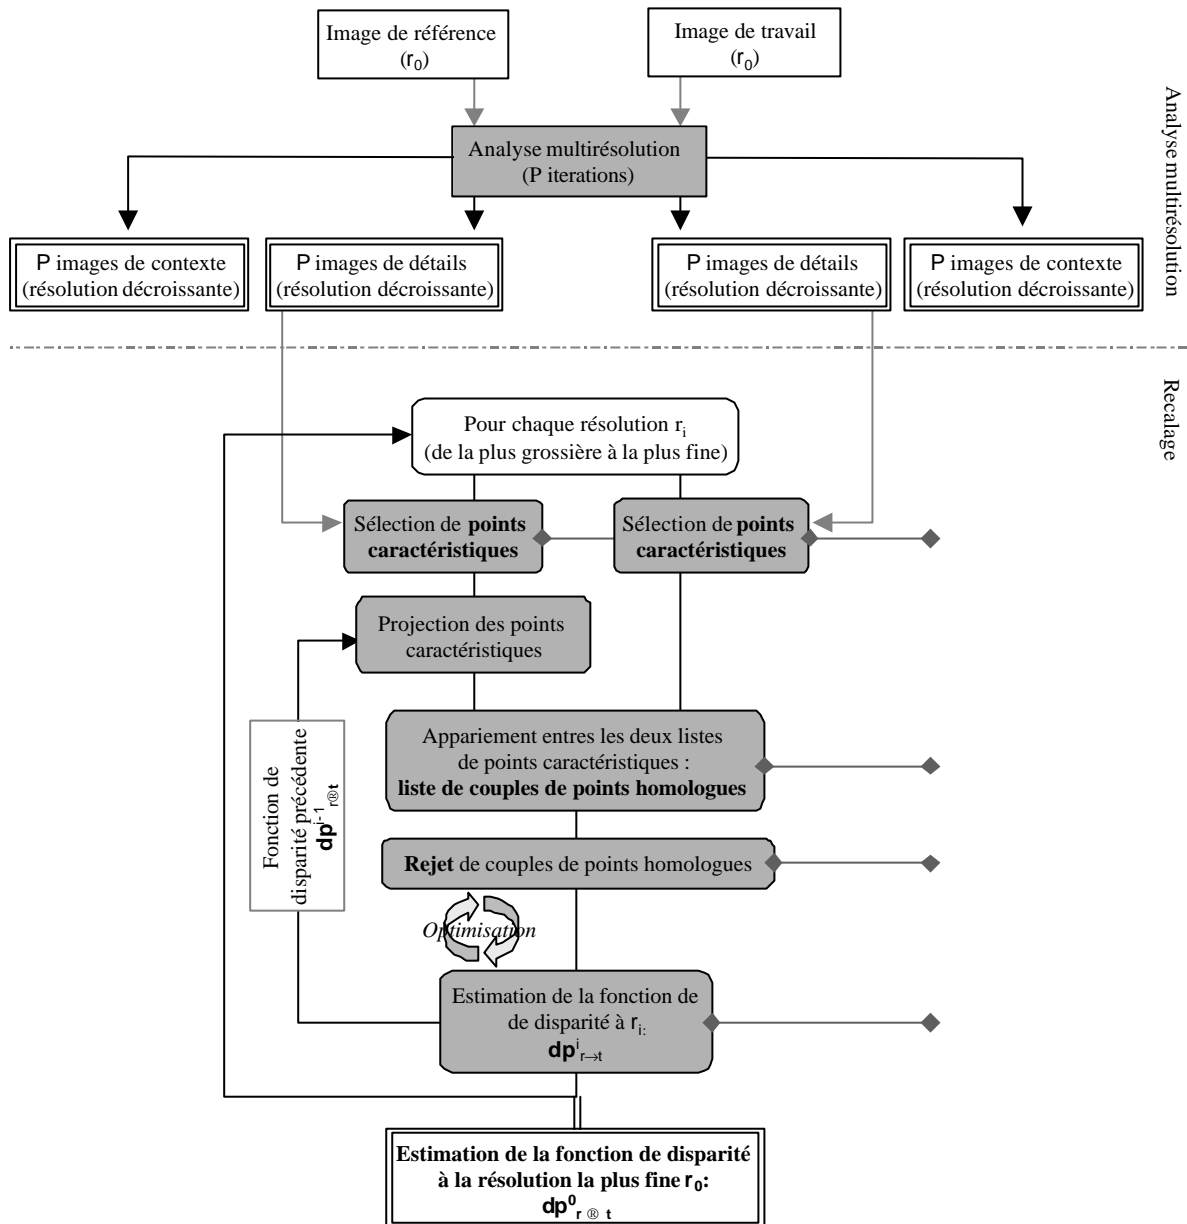 Image de référence
(r0)
Image de travail
(r0)
Analyse multirésolution
(P iterations)
Analyse multirésolution
P images de contexte
(résolution décroissante)
P images de détails
(résolution décroissante)
P images de détails
(résolution décroissante)
P images de contexte
(résolution décroissante)
Recalage
Pour chaque résolution ri
(de la plus grossière à la plus fine)
Sélection de points
caractéristiques
Sélection de points
caractéristiques
Projection des points
caractéristiques
Fonction de
disparité précédente
dp i-1 r®t
Appariement entres les deux listes
de points caractéristiques :
liste de couples de points homologues
Rejet de couples de points homologues
Optimisation
Estimation de la fonction de
de disparité à ri:
dp i r→t
Estimation de la fonction de disparité
à la résolution la plus fine r0:
dp0 r ® t